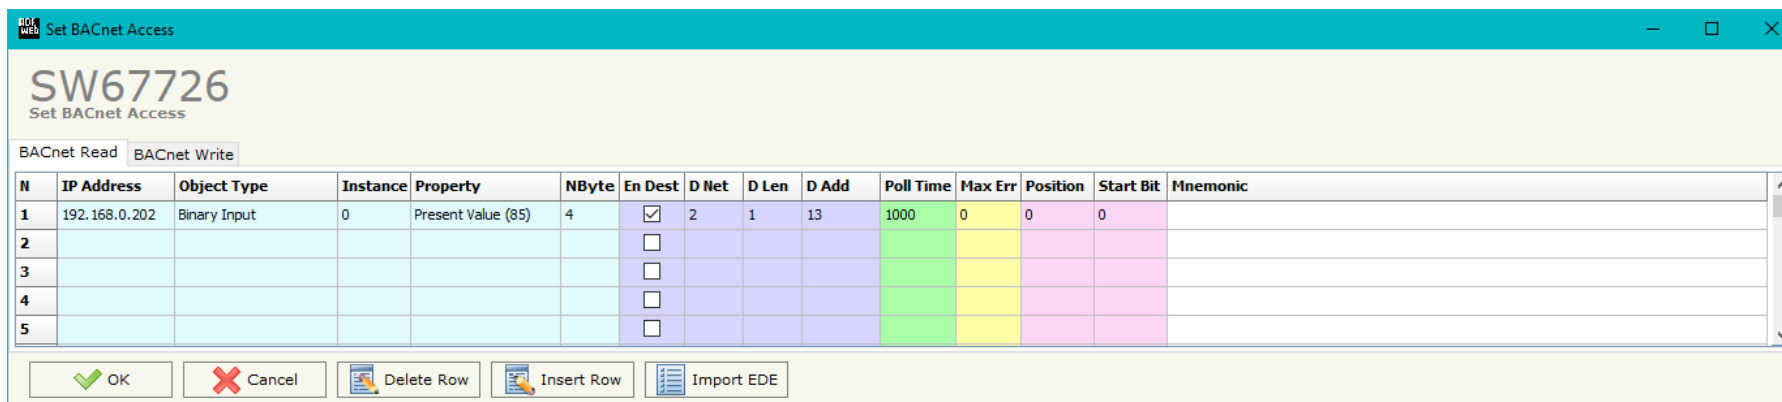 ADF WEB Set BACnet Access
SW67726
Set BACnet Access
BACnet Read BACnet Write
N IP Address Object Type Instance Property NByte En Dest D Net D Len D Add Poll Time Max Err Position Start Bit Mnemonic
1 192.168.0.202 Binary Input 0 Present Value (85) 4 2 1 13 1000 0 0 0
2
3
4
5
OK Cancel Delete Row Insert Row Import EDE